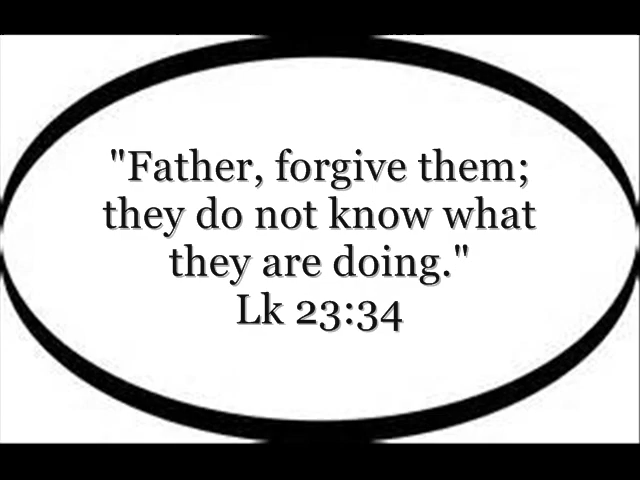 "Father, forgive them;
they do not know what
they are doing."
Lk 23:34